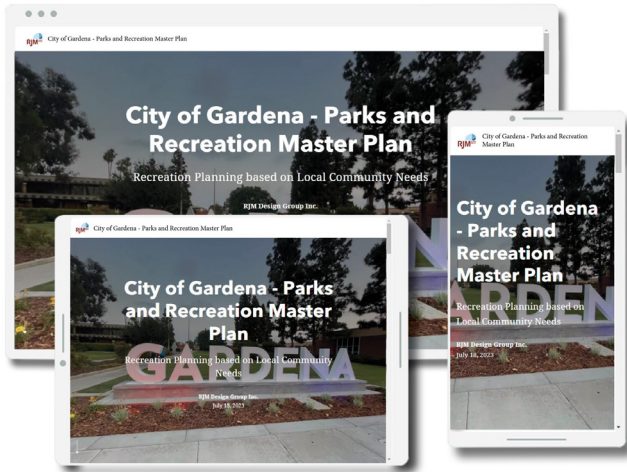 RJM
City of Gardena - Parks and Recreation Master Plan
City of Gardena - Parks and
Recreation Master Plan
Recreation Planning based on Local Community Needs
RJM Design Group Inc.
RJM
City of Gardena - Parks and Recreation Master Plan
City of Gardena - Parks
and Recreation Master
Plan
Recreation Planning based on Local Community
Needs
RJM Design Group Inc.
July 18, 2023
GARDENA
RJM
City of Gardena - Parks and Recreation
Master Plan
City of Gardena
- Parks and
Recreation
Master Plan
Recreation Planning based on
Local Community Needs
RJM Design Group Inc.
July 18, 2023
ARDEN